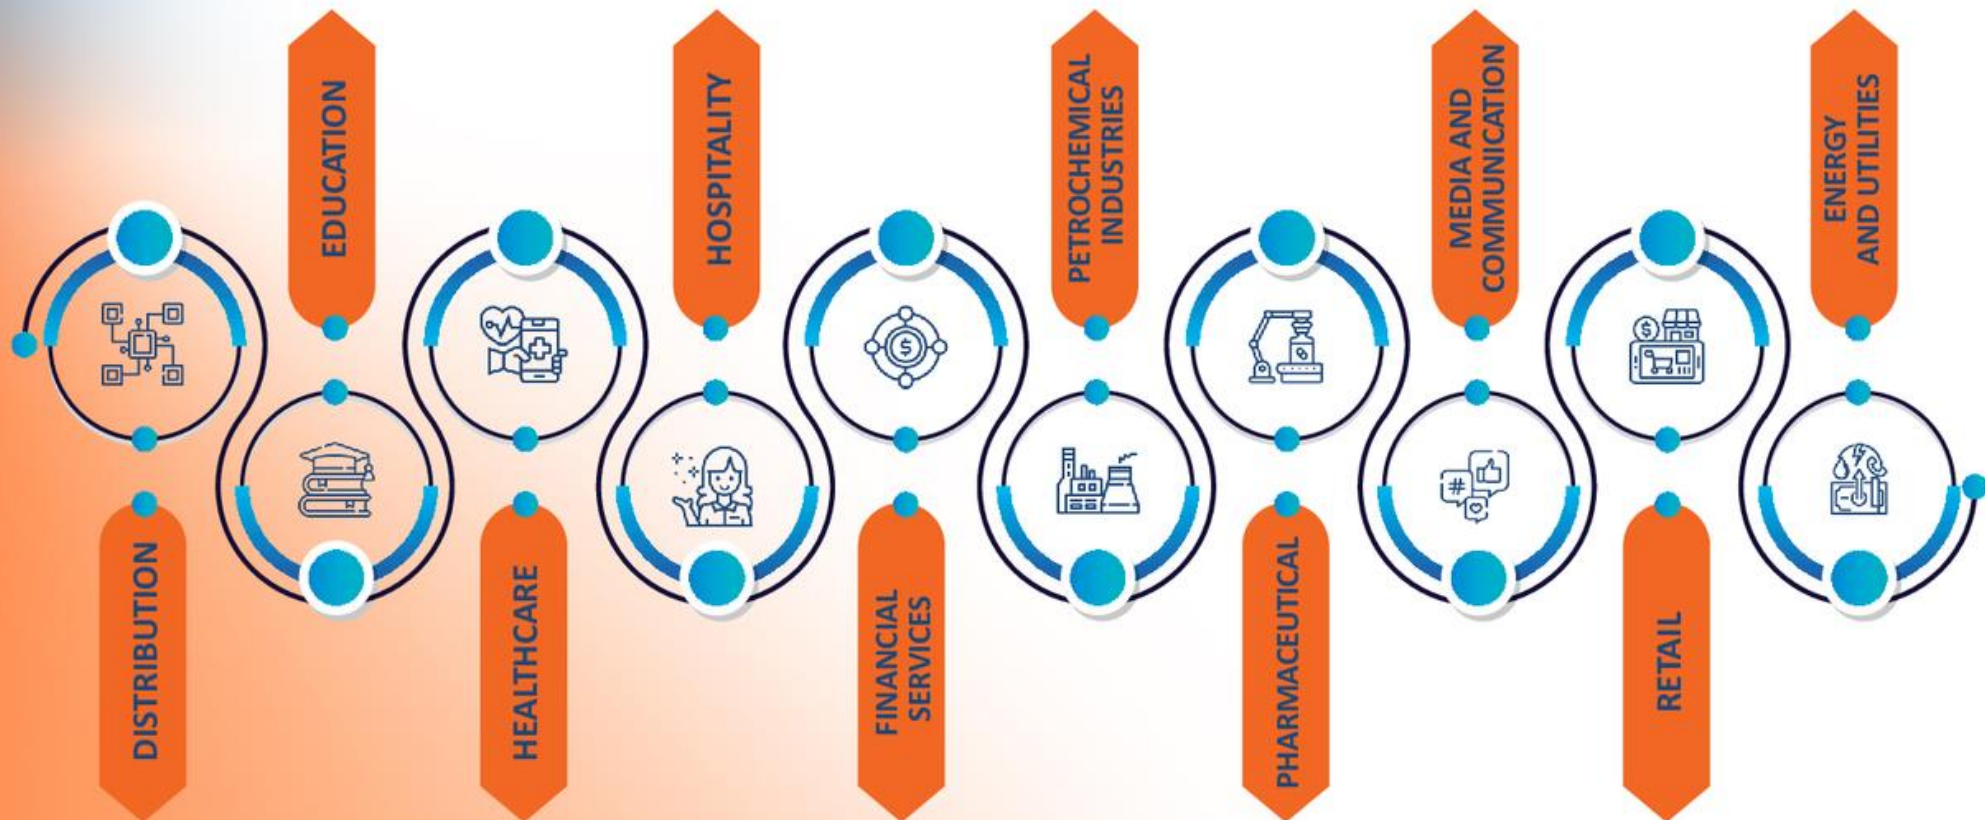 EDUCATION
HOSPITALITY
PETROCHEMICAL
INDUSTRIES
MEDIA AND
COMMUNICATION
ENERGY
AND UTILITIES
$
$
#
DISTRIBUTION
HEALTHCARE
FINANCIAL
SERVICES
PHARMACEUTICAL
RETAIL